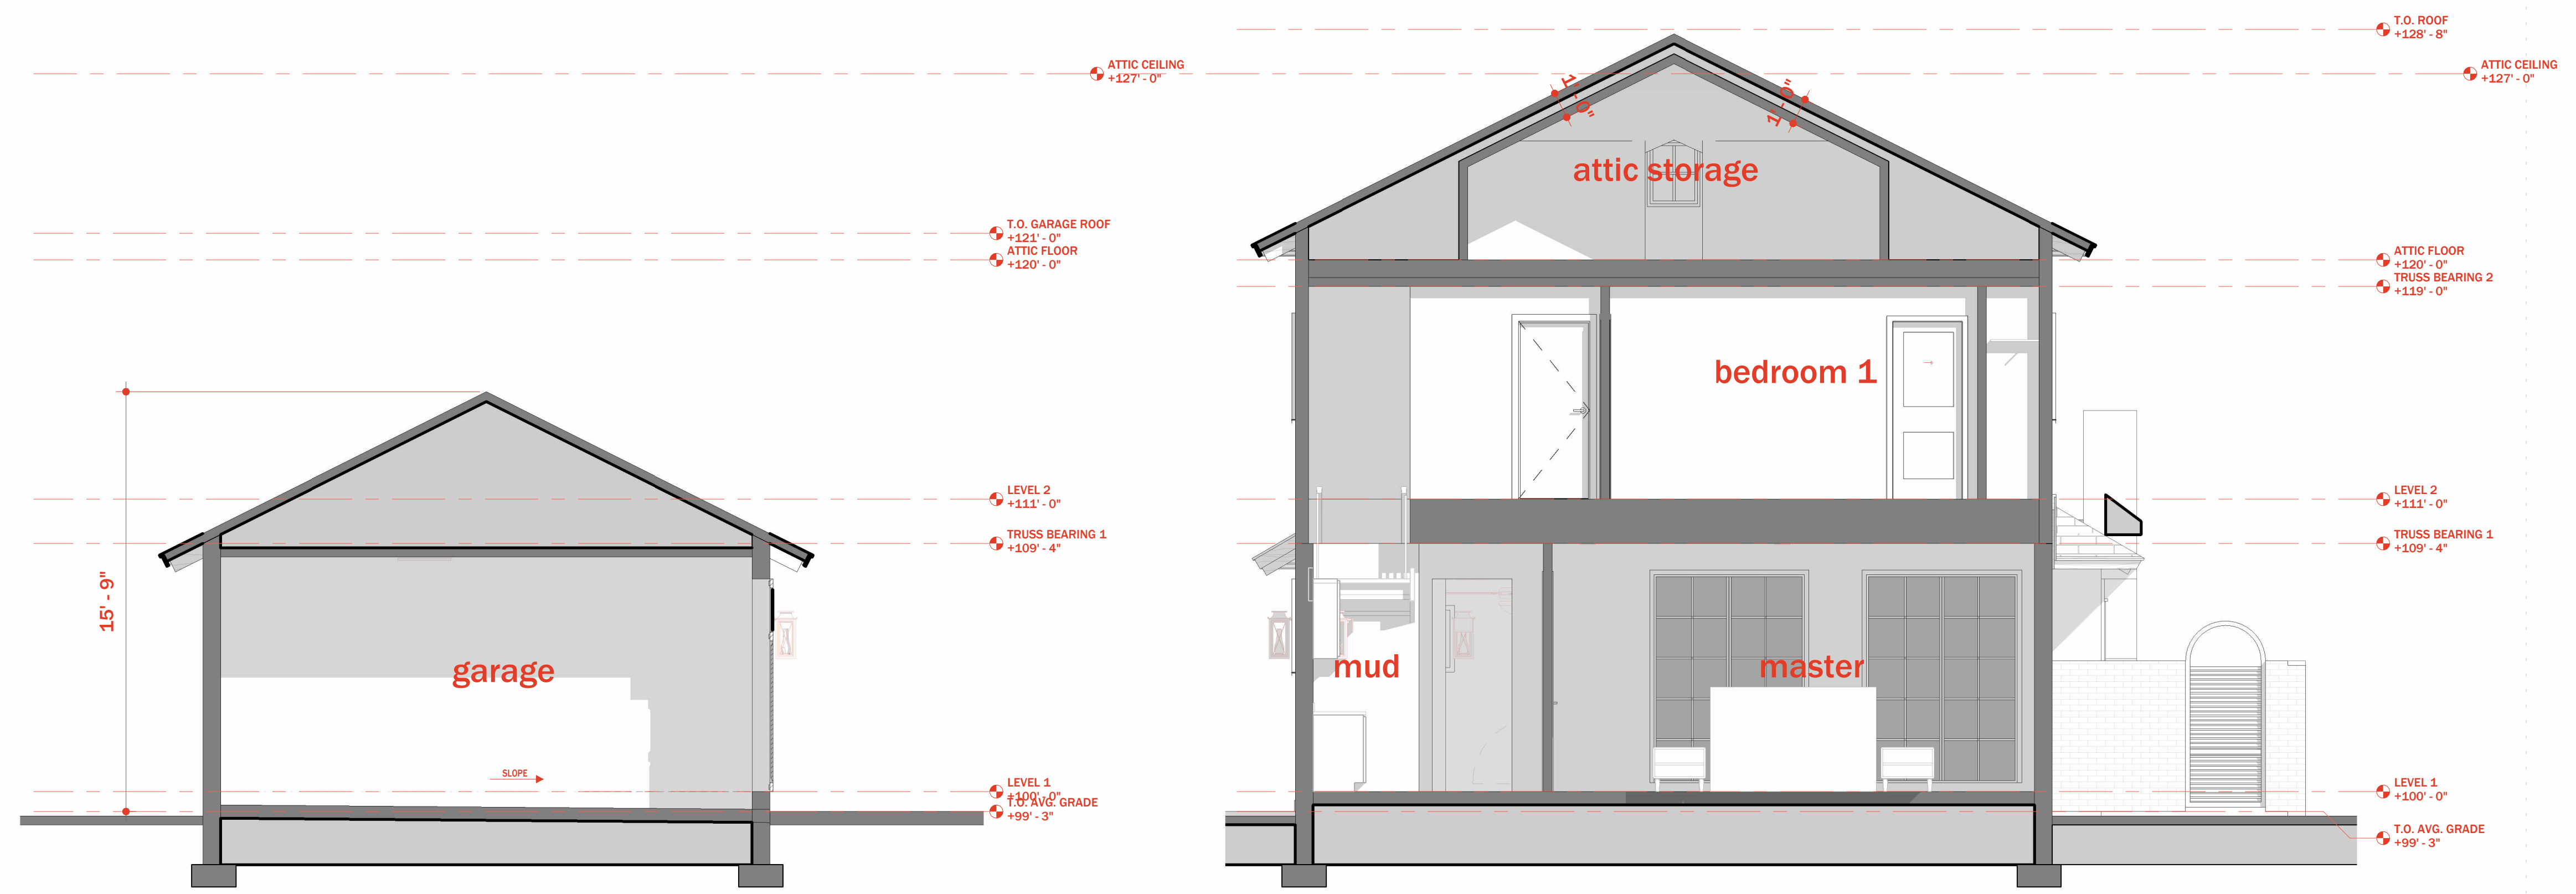 T.O. ROOF
+128' - 8"
ATTIC CEILING
+127' - 0"
ATTIC CEILING
+127' - 0"
1' - 0"
1' - 0"
attic storage
T.O. GARAGE ROOF
+121' - 0"
ATTIC FLOOR
+120' - 0"
ATTIC FLOOR
+120' - 0"
TRUSS BEARING 2
+119' - 0"
bedroom 1
LEVEL 2
+111' - 0"
LEVEL 2
+111' - 0"
TRUSS BEARING 1
+109' - 4"
TRUSS BEARING 1
+109' - 4"
15' - 9"
garage
mud
master
SLOPE
LEVEL 1
+100' - 0"
T.O. AVG. GRADE
+99' - 3"
LEVEL 1
+100' - 0"
T.O. AVG. GRADE
+99' - 3"